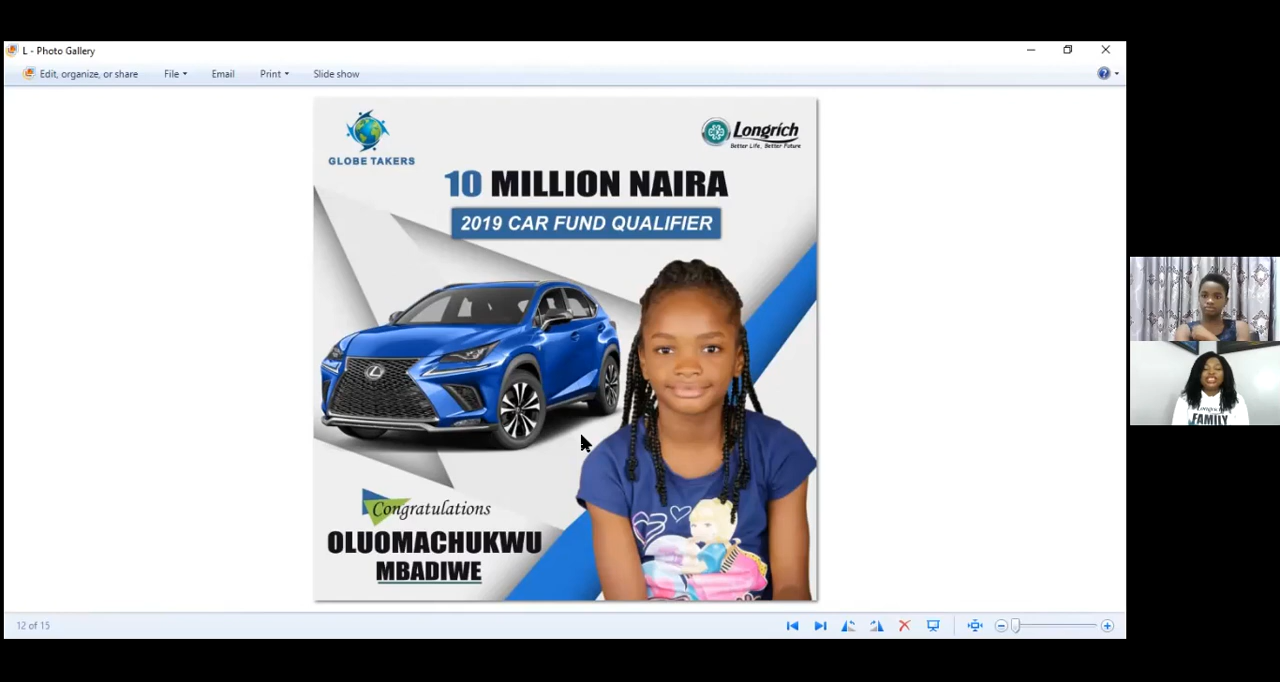 L - Photo Gallery
Edit, organize, or share File Email Print Slide show
GLOBE TAKERS
Longrich
Better Life, Better Future
10 MILLION NAIRA
2019 CAR FUND QUALIFIER
Congratulations
OLUOMACHUKWU
MBADIWE
Longrich
FAMILY
12 of 15